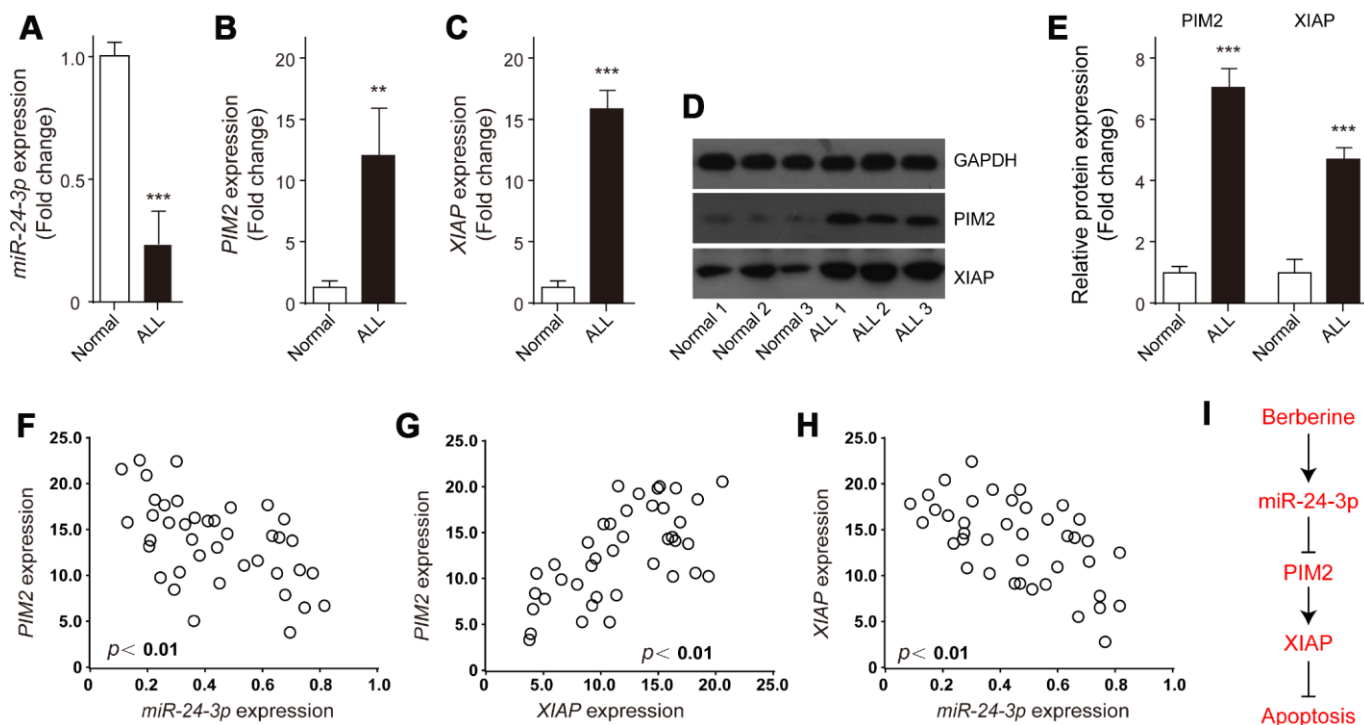 A
miR-24-3p expression
(Fold change)
1.0
0.5
0
***
Normal
ALL
B
PIM2 expression
(Fold change)
20
15
10
5
0
**
Normal
ALL
C
XIAP expression
(Fold change)
20
15
10
5
0
***
Normal
ALL
D
GAPDH
PIM2
XIAP
Normal 1
Normal 2
Normal 3
ALL 1
ALL 2
ALL 3
E
PIM2
XIAP
Relative protein expression
(Fold change)
8
6
4
2
0
***
***
Normal
ALL
Normal
ALL
F
PIM2 expression
25.0
20.0
15.0
10.0
5.0
p< 0.01
0
0.2
0.4
0.6
0.8
1.0
miR-24-3p expression
G
PIM2 expression
25.0
20.0
15.0
10.0
5.0
p< 0.01
0
5.0
10.0
15.0
20.0
25.0
XIAP expression
H
XIAP expression
25.0
20.0
15.0
10.0
5.0
p< 0.01
0
0.2
0.4
0.6
0.8
1.0
miR-24-3p expression
I
Berberine
miR-24-3p
PIM2
XIAP
Apoptosis